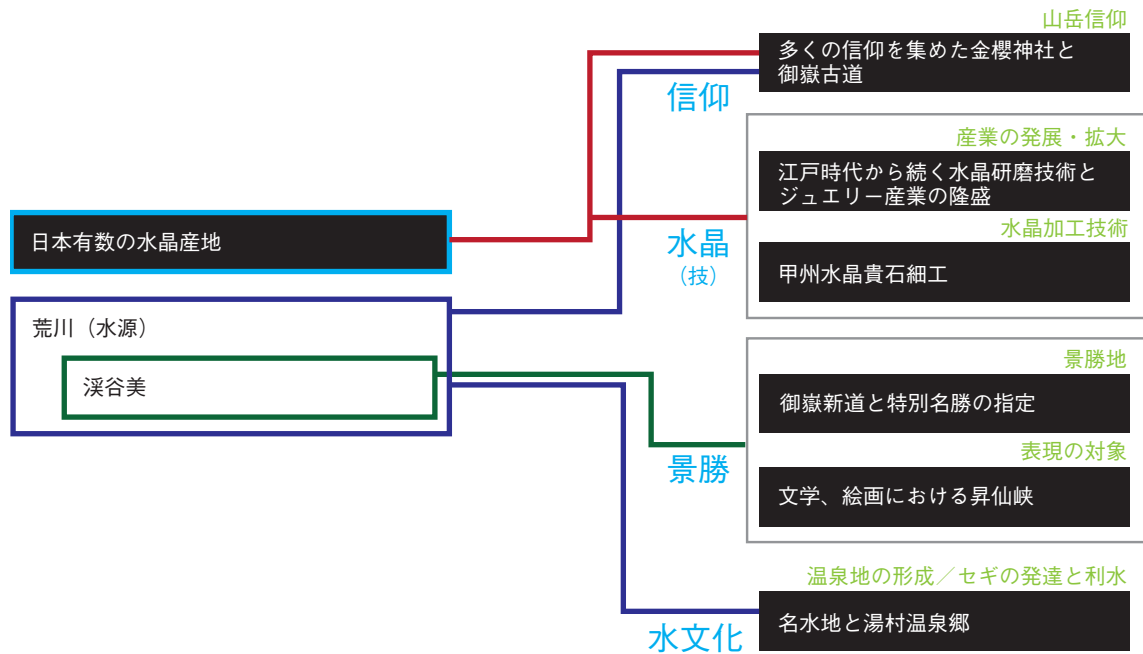 山岳信仰
多くの信仰を集めた金櫻神社と
御嶽古道
信仰
産業の発展・拡大
江戸時代から続く水晶研磨技術と
ジュエリー産業の隆盛
日本有数の水晶産地
水晶
（技）
水晶加工技術
甲州水晶貴石細工
荒川（水源）
渓谷美
景勝地
御嶽新道と特別名勝の指定
景勝
表現の対象
文学、絵画における昇仙峡
温泉地の形成／セギの発達と利水
水文化
名水地と湯村温泉郷